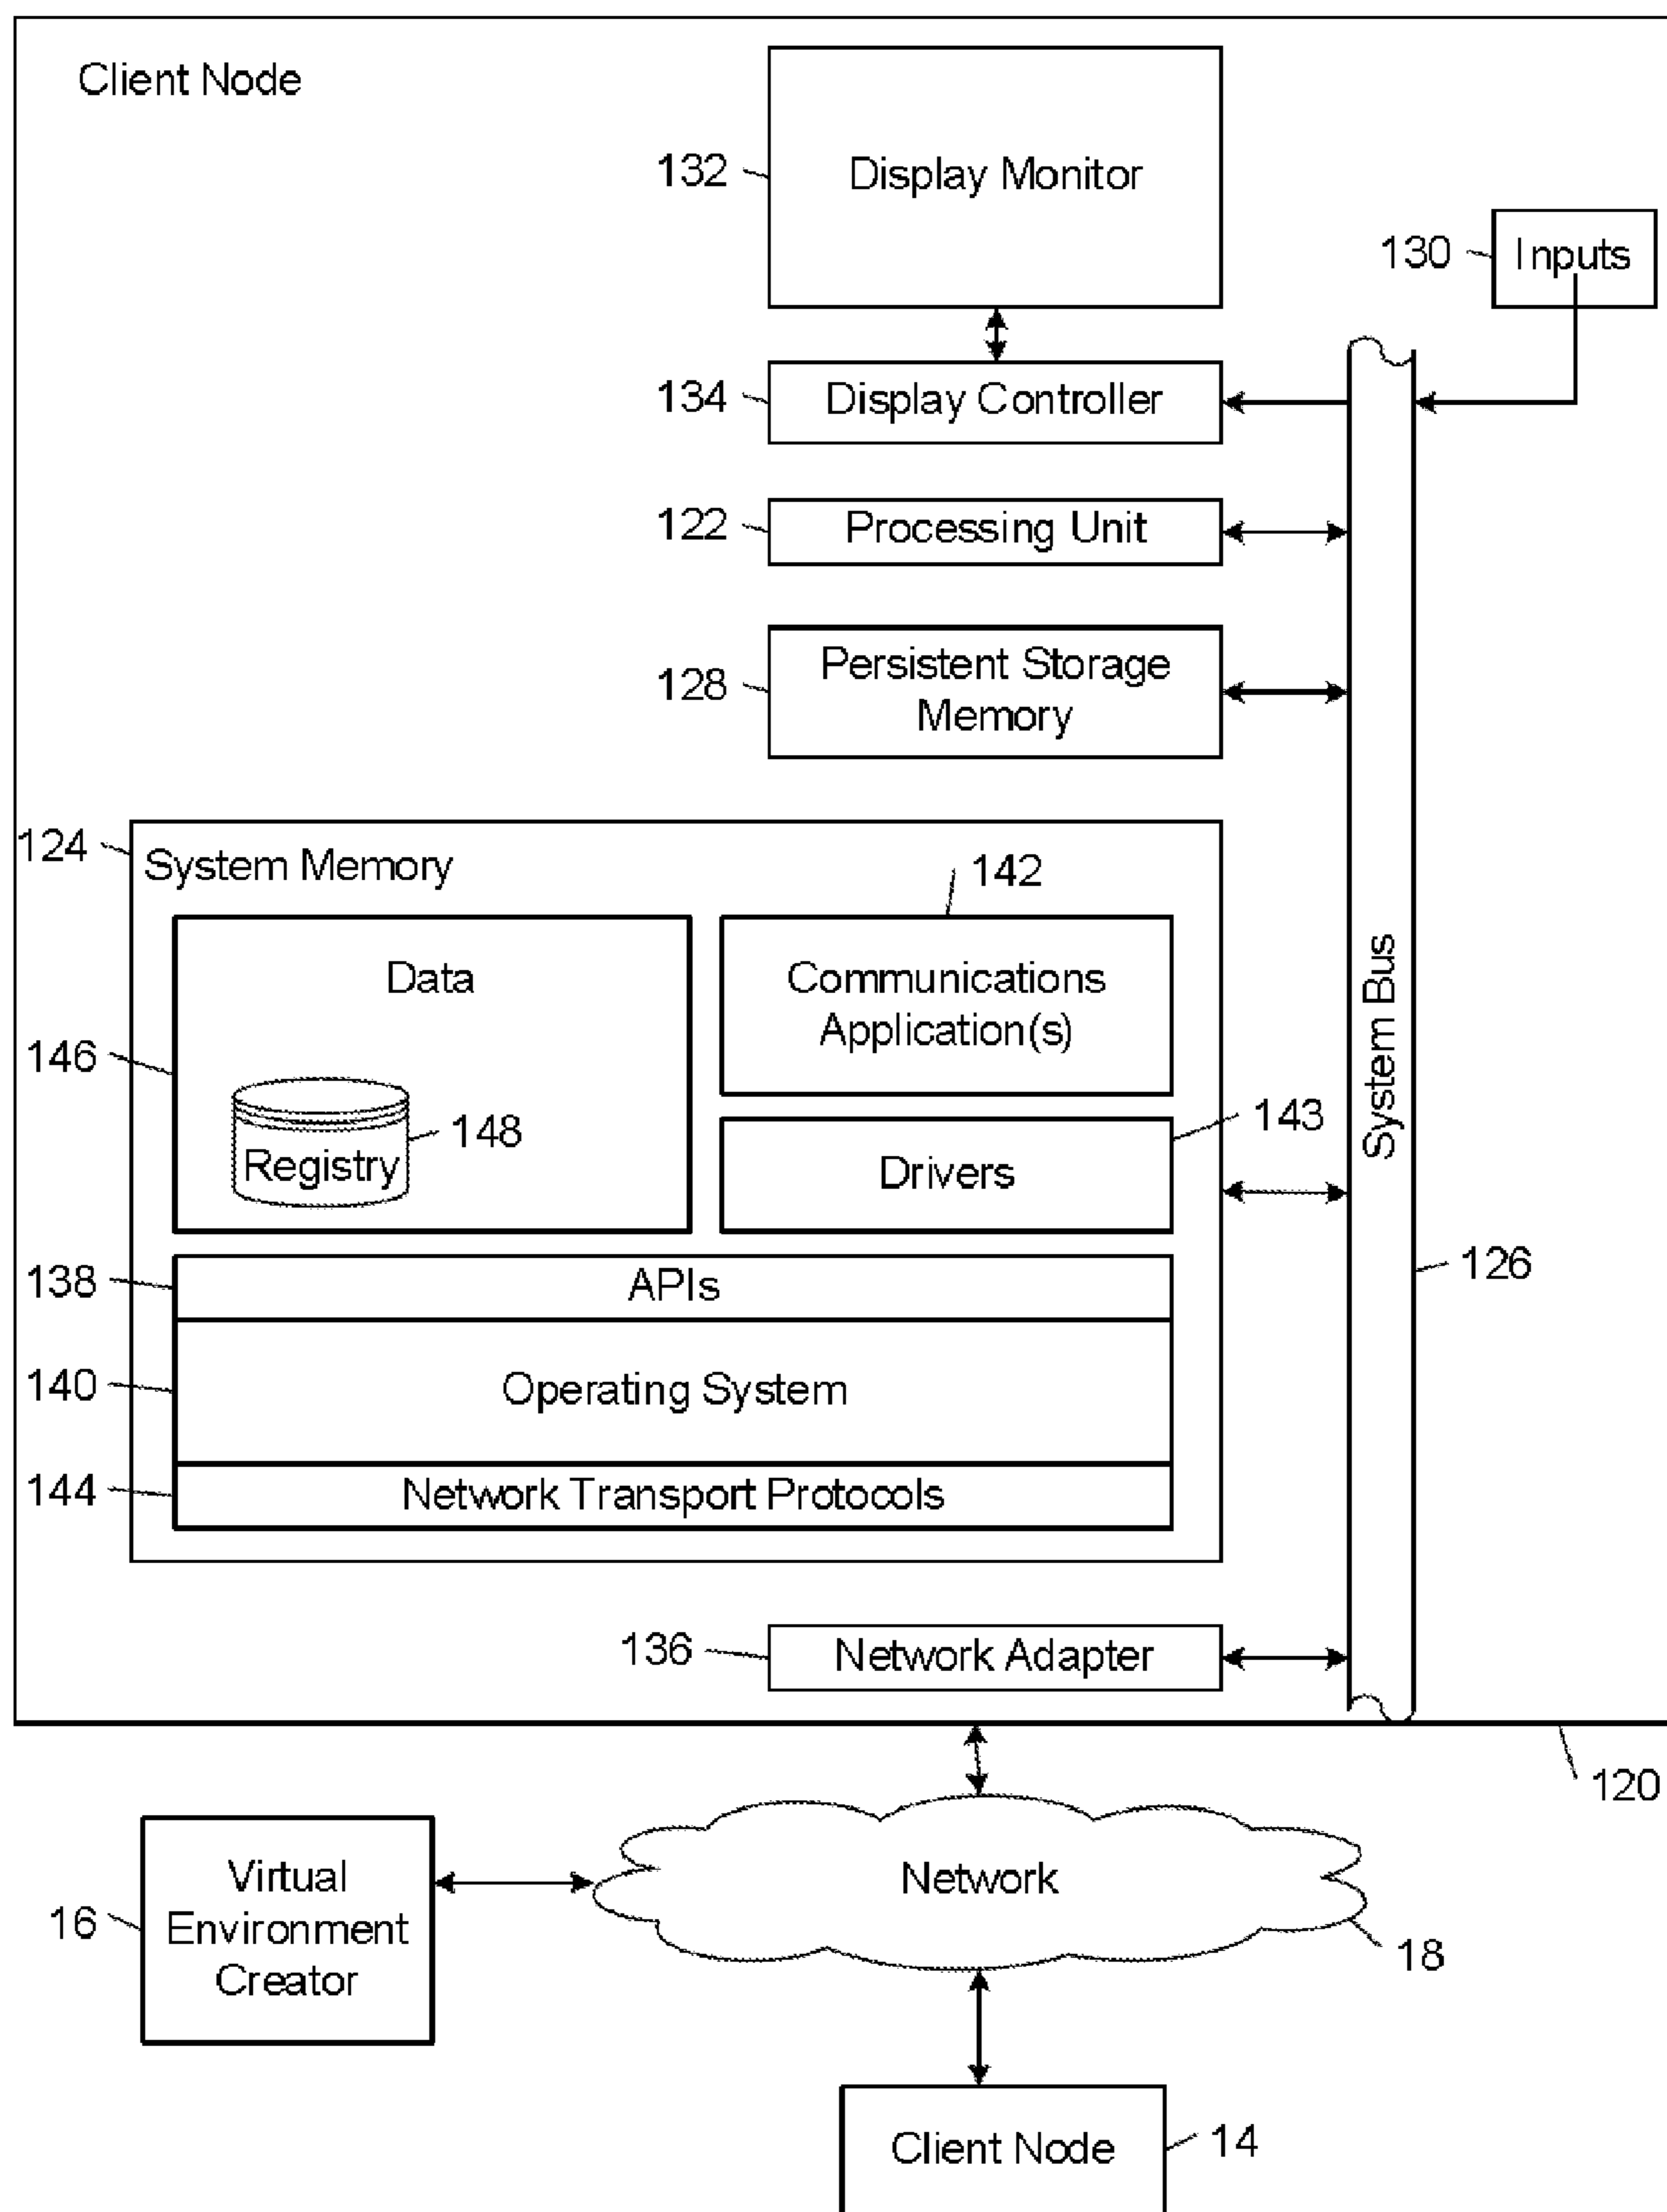 Client Node
132
Display Monitor
130
Inputs
134
Display Controller
122
Processing Unit
128
Persistent Storage
Memory
124
System Memory
142
Data
Communications
Application(s)
146
148
Registry
143
Drivers
System Bus
126
138
APIs
140
Operating System
144
Network Transport Protocols
136
Network Adapter
120
16
Virtual
Environment
Creator
Network
18
Client Node
14